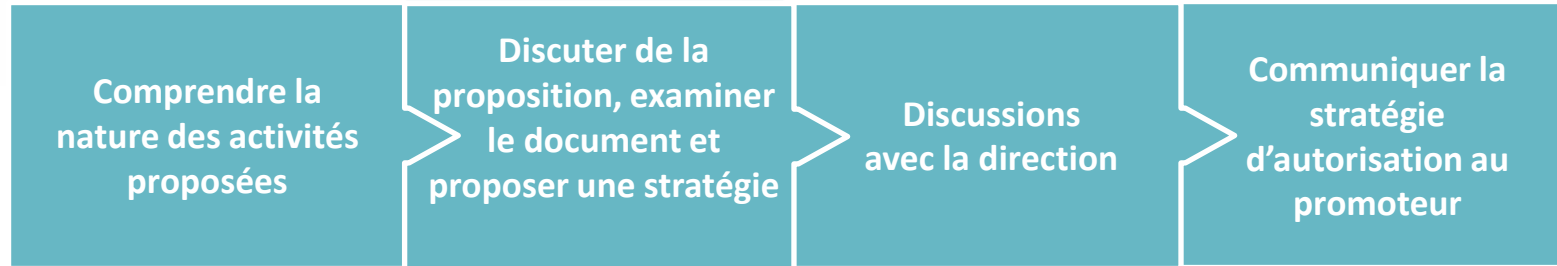 Comprendre la
nature des activités
proposées
Discuter de la
proposition, examiner
le document et
proposer une stratégie
Discussions
avec la direction
Communiquer la
stratégie
d’autorisation au
promoteur